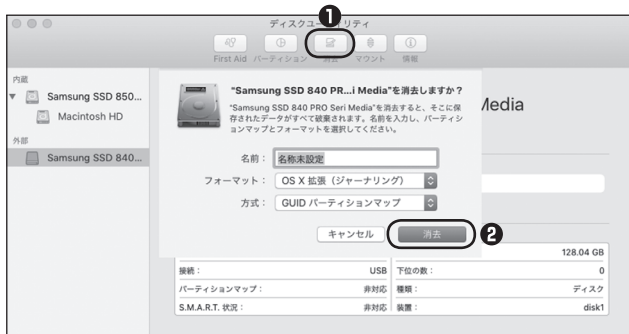 ❶
ディスクユーティリティ
First Aid パーティション 消去 マウント 情報
内蔵
Samsung SSD 850...
Macintosh HD
外部
Samsung SSD 840...
"Samsung SSD 840 PR...i Media"を消去しますか？
"Samsung SSD 840 PRO Seri Media"を消去すると、そこに保
存されたデータがすべて破棄されます。名前を入力し、パーティシ
ョンマップとフォーマットを選択してください。
Media
名前： 名称未設定
フォーマット： OS X 拡張（ジャーナリング）
方式： GUID パーティションマップ
キャンセル 消去 ❷
128.04 GB
接続： USB 下位の数： 0
パーティションマップ： 非対応 種類： ディスク
S.M.A.R.T. 状況： 非対応 装置： disk1